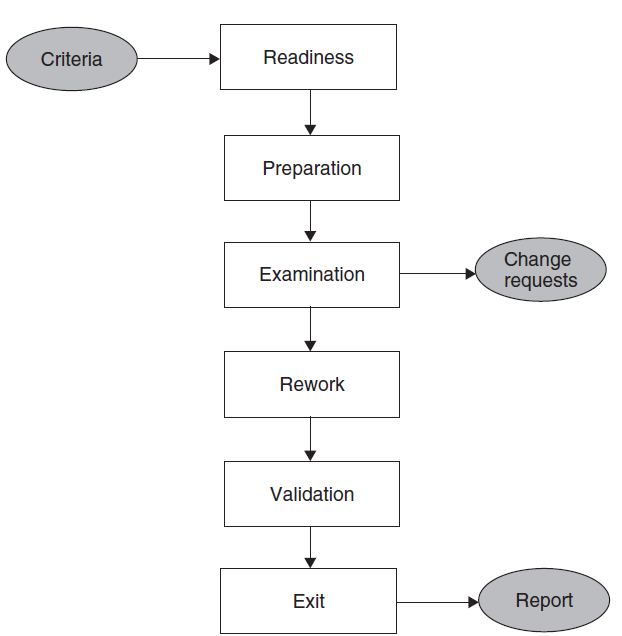 Criteria
Readiness
Preparation
Examination
Change
requests
Rework
Validation
Exit
Report